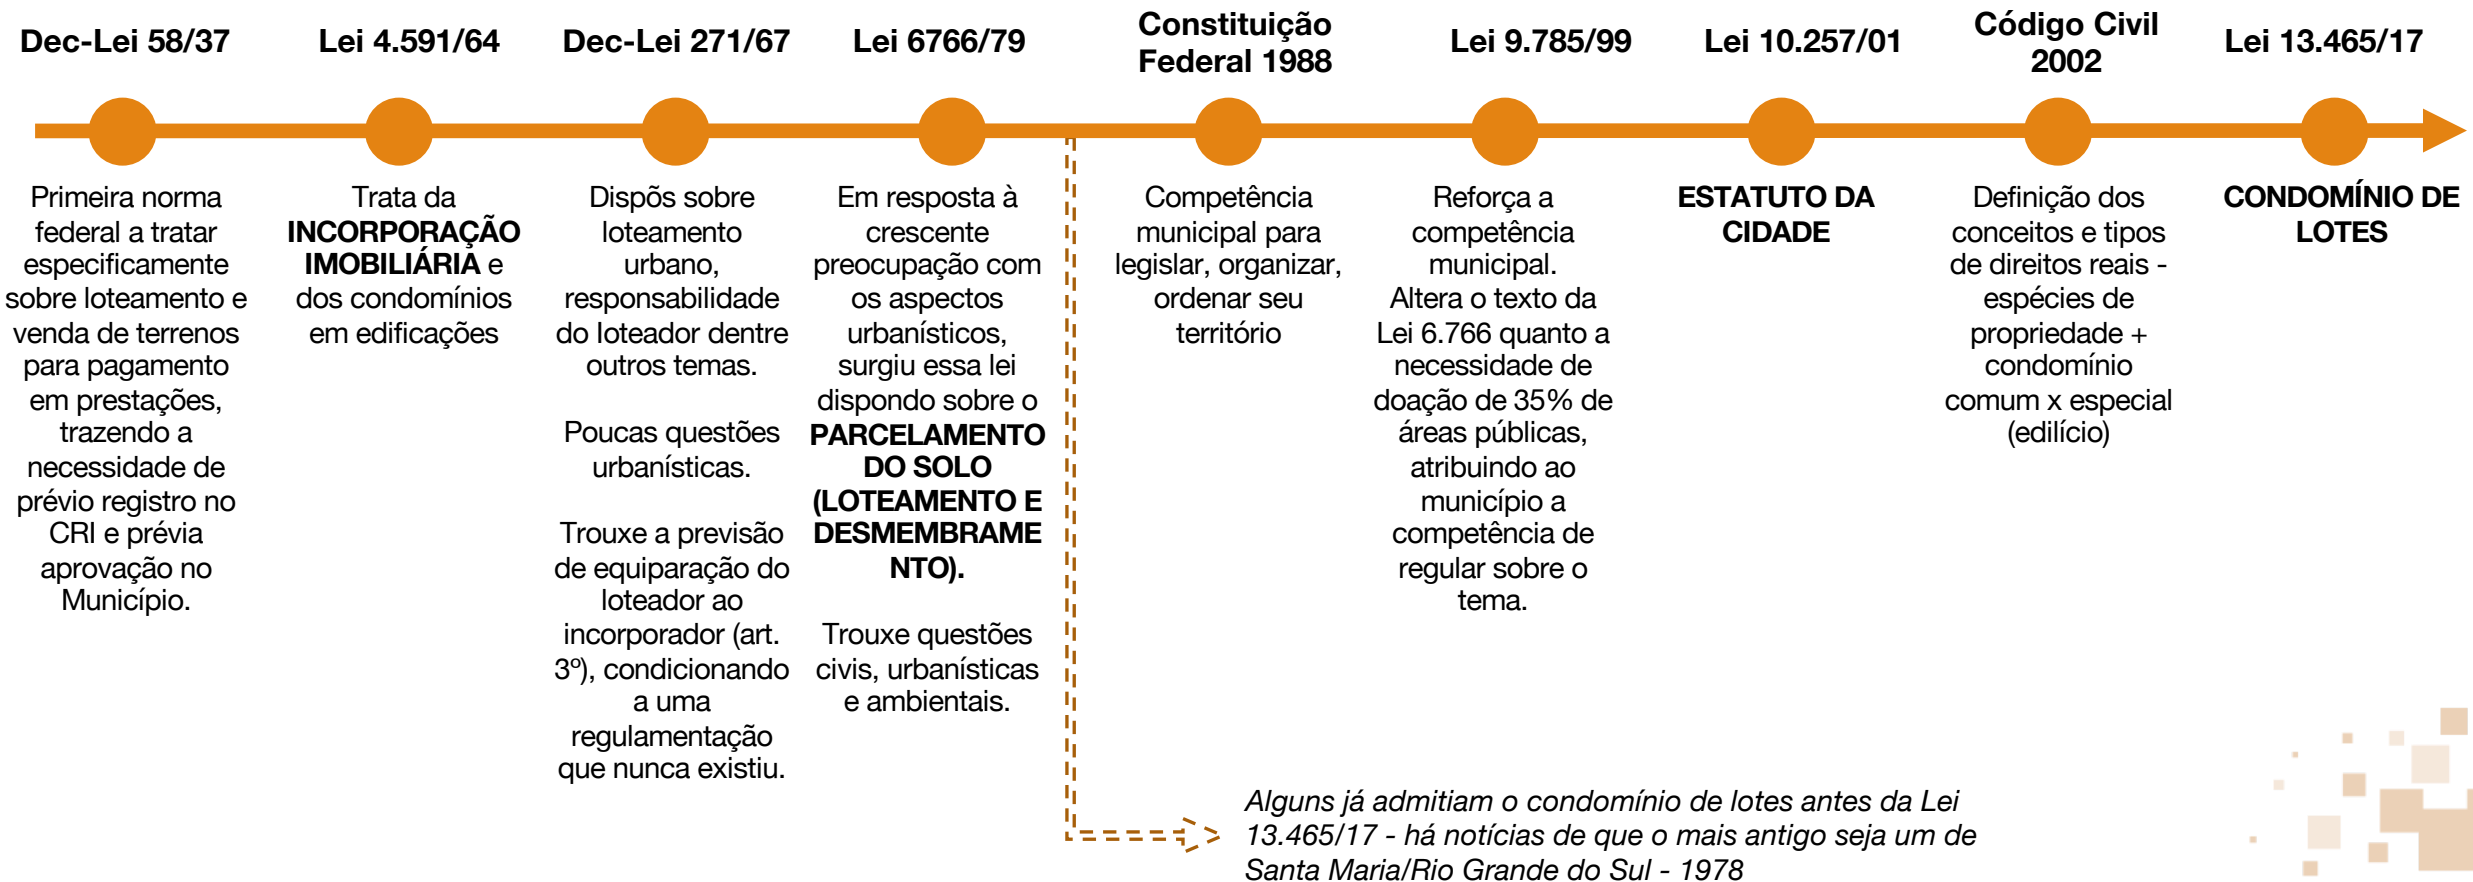 Dec-Lei 58/37
Primeira norma
federal a tratar
especificamente
sobre loteamento e
venda de terrenos
para pagamento
em prestações,
trazendo a
necessidade de
prévio registro no
CRI e prévia
aprovação no
Município.
Lei 4.591/64
Trata da
INCORPORAÇÃO
IMOBILIÁRIA e
dos condomínios
em edificações
Dec-Lei 271/67
Dispôs sobre
loteamento
urbano,
responsabilidade
do loteador dentre
outros temas.
Poucas questões
urbanísticas.
Trouxe a previsão
de equiparação do
loteador ao
incorporador (art.
3º), condicionando
a uma
regulamentação
que nunca existiu.
Lei 6766/79
Em resposta à
crescente
preocupação com
os aspectos
urbanísticos,
surgiu essa lei
dispondo sobre o
PARCELAMENTO
DO SOLO
(LOTEAMENTO E
DESMEMBRAME
NTO).
Trouxe questões
civis, urbanísticas
e ambientais.
Constituição
Federal 1988
Competência
municipal para
legislar, organizar,
ordenar seu
território
Lei 9.785/99
Reforça a
competência
municipal.
Altera o texto da
Lei 6.766 quanto a
necessidade de
doação de 35% de
áreas públicas,
atribuindo ao
município a
competência de
regular sobre o
tema.
Lei 10.257/01
ESTATUTO DA
CIDADE
Código Civil
2002
Definição dos
conceitos e tipos
de direitos reais -
espécies de
propriedade +
condomínio
comum x especial
(edilício)
Lei 13.465/17
CONDOMÍNIO DE
LOTES
Alguns já admitiam o condomínio de lotes antes da Lei
13.465/17 - há notícias de que o mais antigo seja um de
Santa Maria/Rio Grande do Sul - 1978